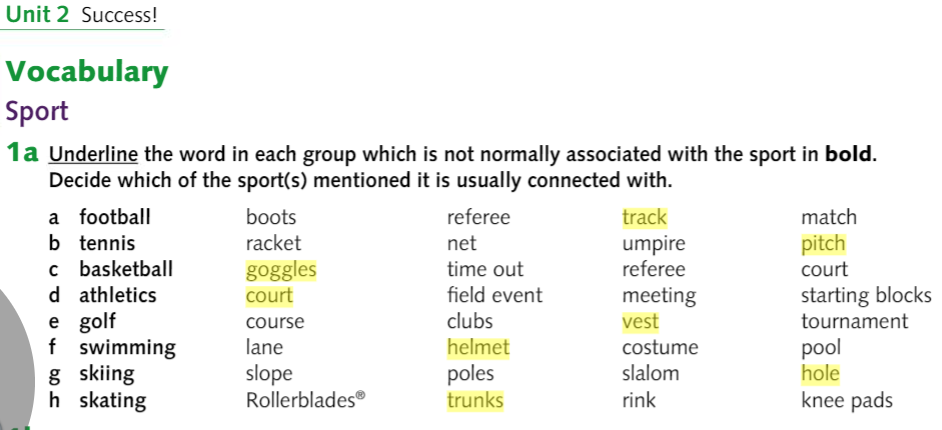 Unit 2 Success!
Vocabulary
Sport
1a Underline the word in each group which is not normally associated with the sport in bold.
Decide which of the sport(s) mentioned it is usually connected with.
a football boots referee track match
b tennis racket net umpire pitch
c basketball goggles time out referee court
d athletics court field event meeting starting blocks
e golf course clubs vest tournament
f swimming lane helmet costume pool
g skiing slope poles slalom hole
h skating Rollerblades® trunks rink knee pads